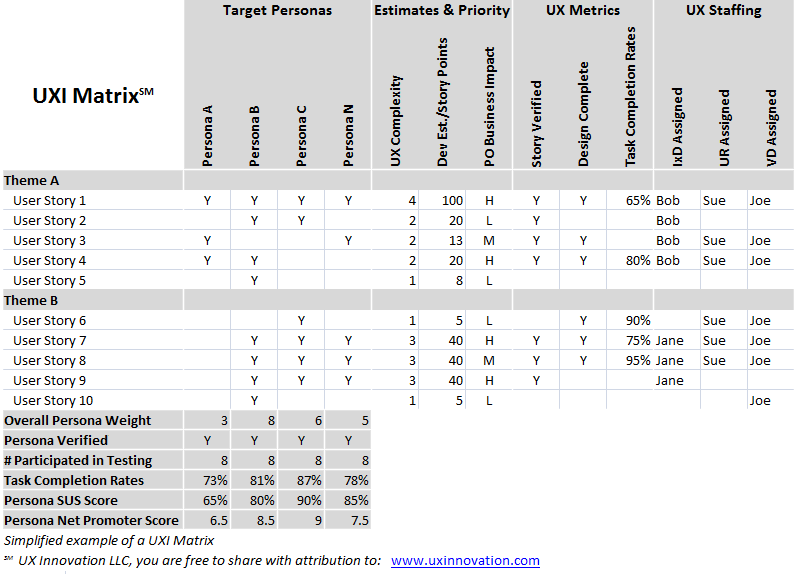 Target Personas Estimates & Priority UX Metrics UX Staffing
UXI Matrix℠ Persona A Persona B Persona C Persona N UX Complexity Dev Est./Story Points PO Business Impact Story Verified Design Complete Task Completion Rates IxD Assigned UR Assigned VD Assigned
Theme A
User Story 1 Y Y Y Y 4 100 H Y Y 65% Bob Sue Joe
User Story 2 Y Y 2 20 L Y Bob
User Story 3 Y Y 2 13 M Y Y Bob Sue Joe
User Story 4 Y Y 2 20 H Y Y 80% Bob Sue Joe
User Story 5 Y 1 8 L
Theme B
User Story 6 Y 1 5 L Y 90% Sue Joe
User Story 7 Y Y Y 3 40 H Y Y 75% Jane Sue Joe
User Story 8 Y Y Y 3 40 M Y Y 95% Jane Sue Joe
User Story 9 Y Y Y 3 40 H Y Jane
User Story 10 Y 1 5 L Joe
Overall Persona Weight 3 8 6 5
Persona Verified Y Y Y Y
# Participated in Testing 8 8 8 8
Task Completion Rates 73% 81% 87% 78%
Persona SUS Score 65% 80% 90% 85%
Persona Net Promoter Score 6.5 8.5 9 7.5
Simplified example of a UXI Matrix
℠ UX Innovation LLC, you are free to share with attribution to: www.uxinnovation.com